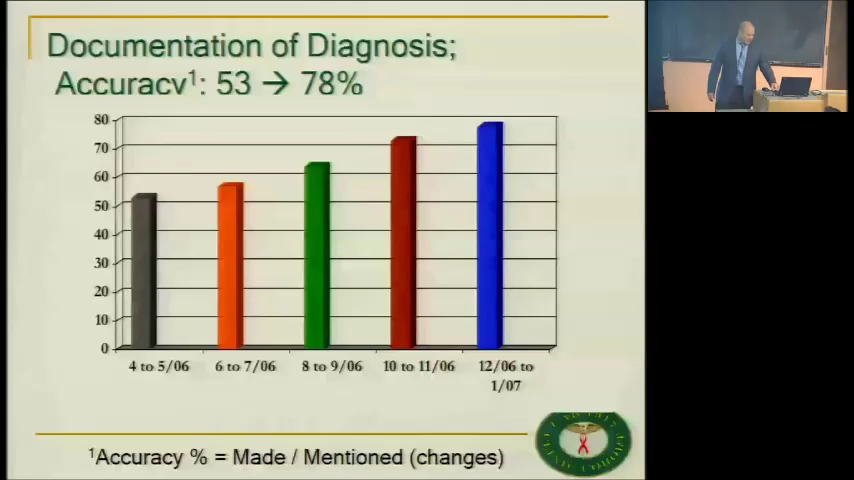 Documentation of Diagnosis;
Accuracy¹: 53 → 78%
80
70
60
50
40
30
20
10
0
4 to 5/06 6 to 7/06 8 to 9/06 10 to 11/06 12/06 to
1/07
¹Accuracy % = Made / Mentioned (changes)